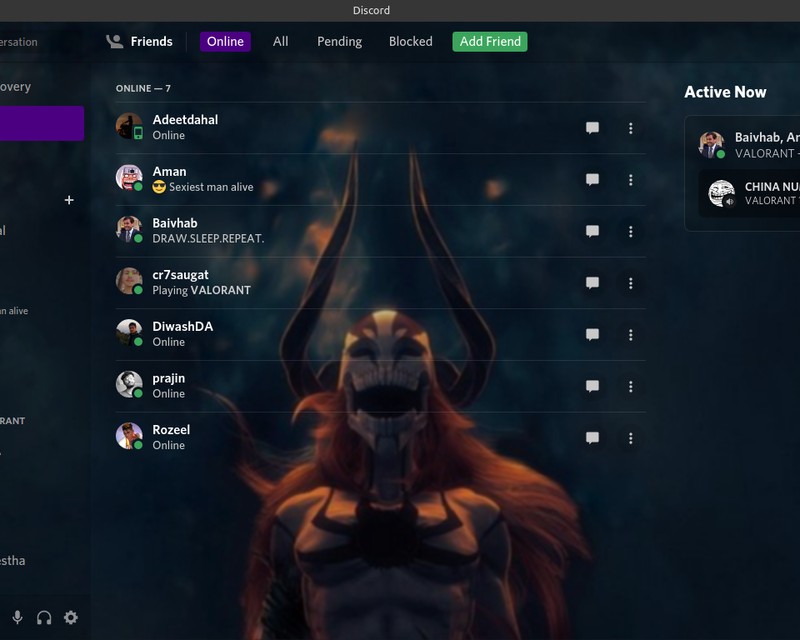 Discord
ersation
Friends
Online
All
Pending
Blocked
Add Friend
overy
ONLINE — 7
Adeetdahal
Online
Aman
😎 Sexiest man alive
Baivhab
DRAW.SLEEP.REPEAT.
cr7saugat
Playing VALORANT
DiwashDA
Online
prajin
Online
Rozeel
Online
Active Now
Baivhab, Ar
VALORANT -
CHINA NU
VALORANT
al
n alive
RANT
estha